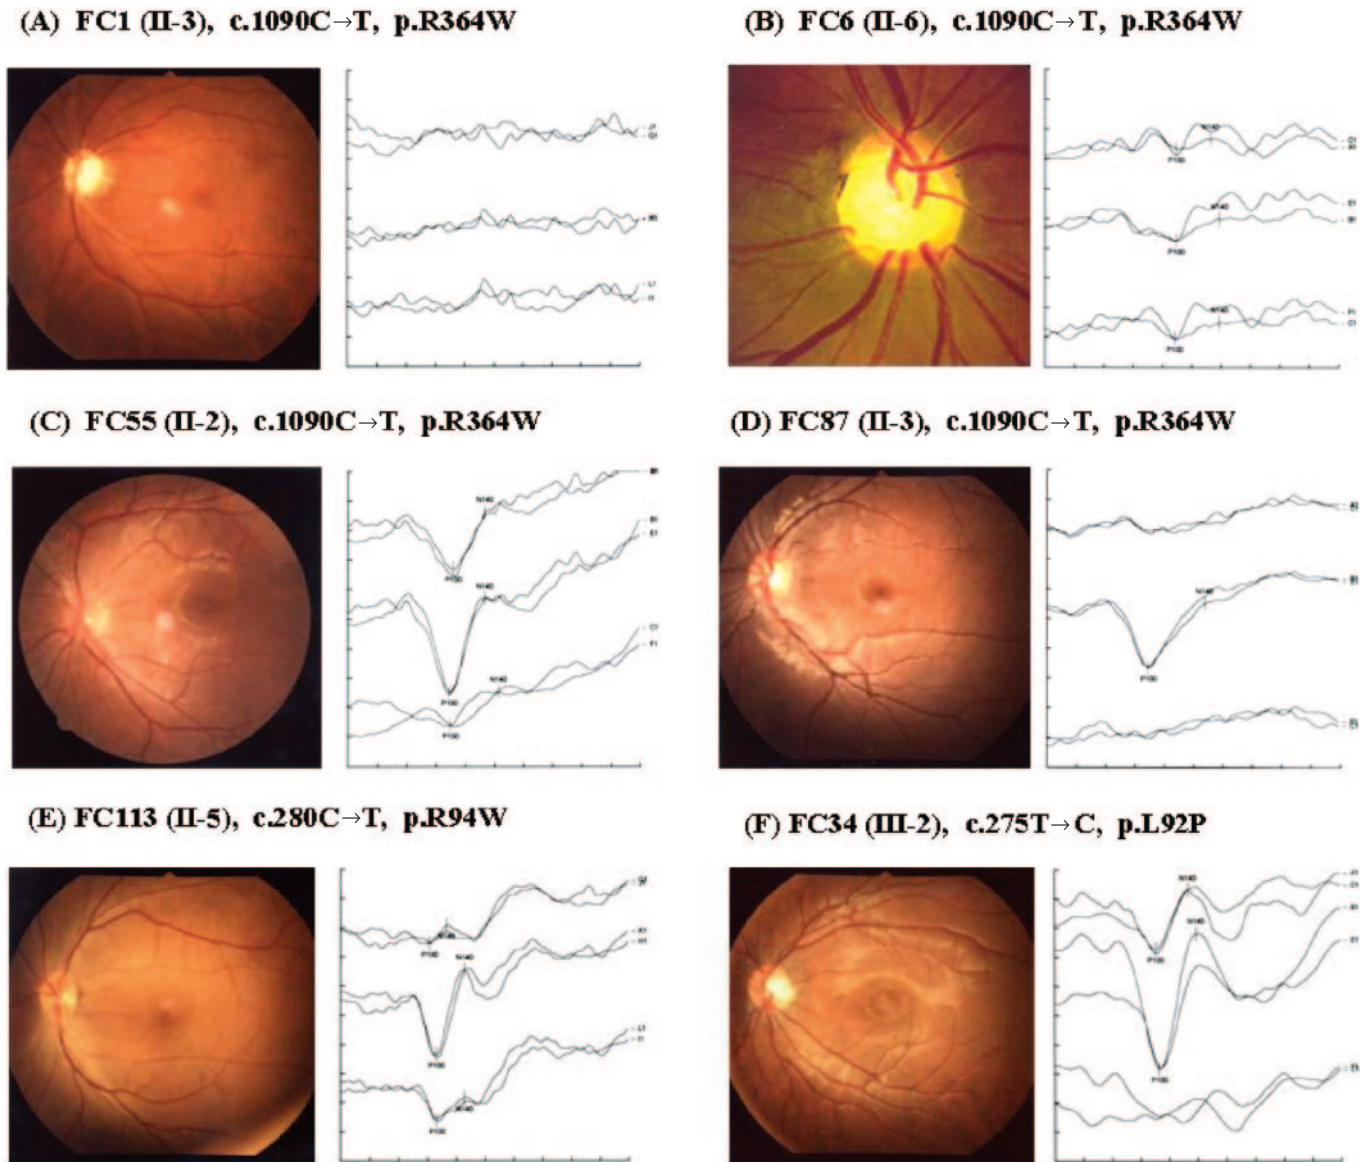 (A) FC1 (II-3), c.1090C→T, p.R364W
(B) FC6 (II-6), c.1090C→T, p.R364W
N140
P100
N140
P100
N140
P100
(C) FC55 (II-2), c.1090C→T, p.R364W
(D) FC87 (II-3), c.1090C→T, p.R364W
N140
P100
N140
P100
N140
P100
N140
P100
(E) FC113 (II-5), c.280C→T, p.R94W
(F) FC34 (III-2), c.275T→C, p.L92P
N140
P100
N140
P100
N140
P100
N140
P100
N140
P100